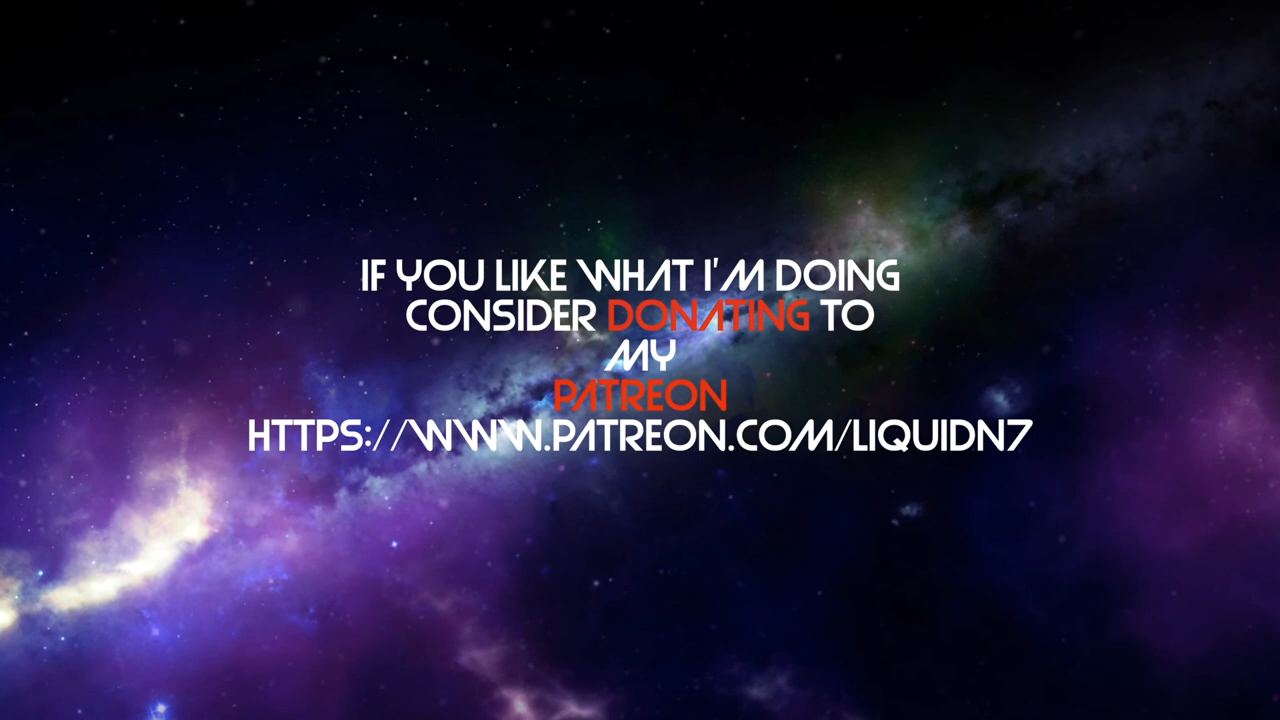 IF YOU LIKE WHAT I'M DOING
CONSIDER DONATING TO
MY
PATREON
HTTPS://WWW.PATREON.COM/LIQUIDN7